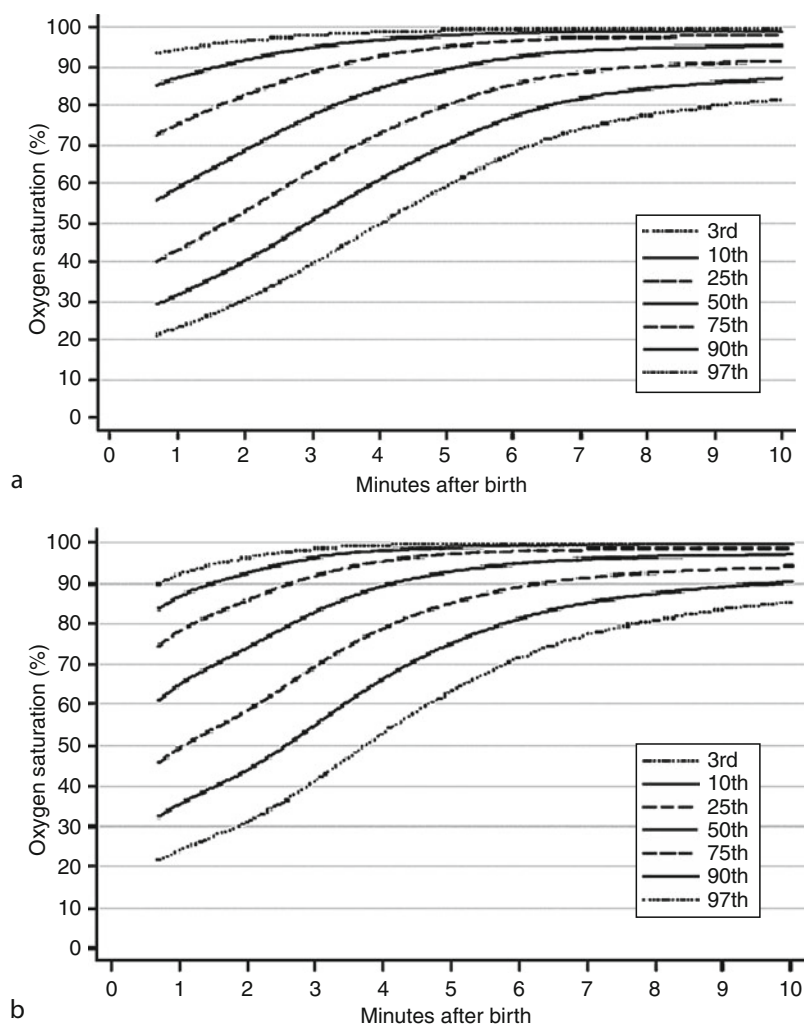 100
90
80
70
60
50
40
30
20
10
0
Oxygen saturation (%)
3rd
10th
25th
50th
75th
90th
97th
0 1 2 3 4 5 6 7 8 9 10
Minutes after birth
a
100
90
80
70
60
50
40
30
20
10
0
Oxygen saturation (%)
3rd
10th
25th
50th
75th
90th
97th
0 1 2 3 4 5 6 7 8 9 10
Minutes after birth
b